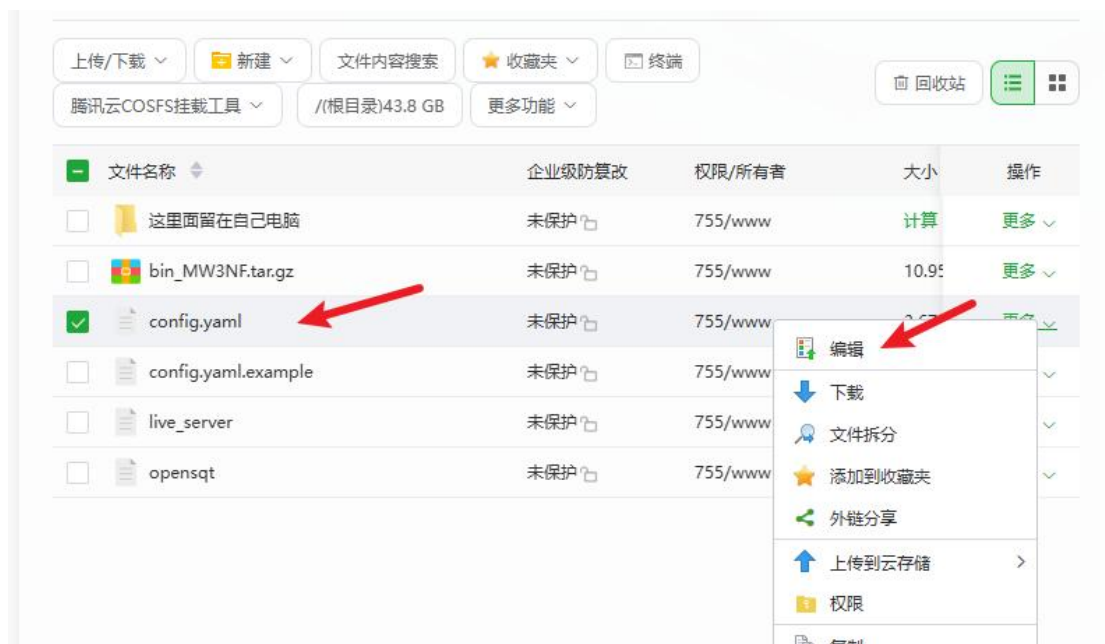 上传/下载 新建 文件内容搜索 收藏夹 终端
腾讯云COSFS挂载工具 /(根目录)43.8 GB 更多功能 回收站
文件名称 企业级防篡改 权限/所有者 大小 操作
这里面留在自己电脑 未保护 755/www 计算 更多
bin_MW3NF.tar.gz 未保护 755/www 10.95 更多
config.yaml 未保护 755/www
config.yaml.example 未保护 755/www
live_server 未保护 755/www
opensqt 未保护 755/www
编辑
下载
文件拆分
添加到收藏夹
外链分享
上传到云存储
权限